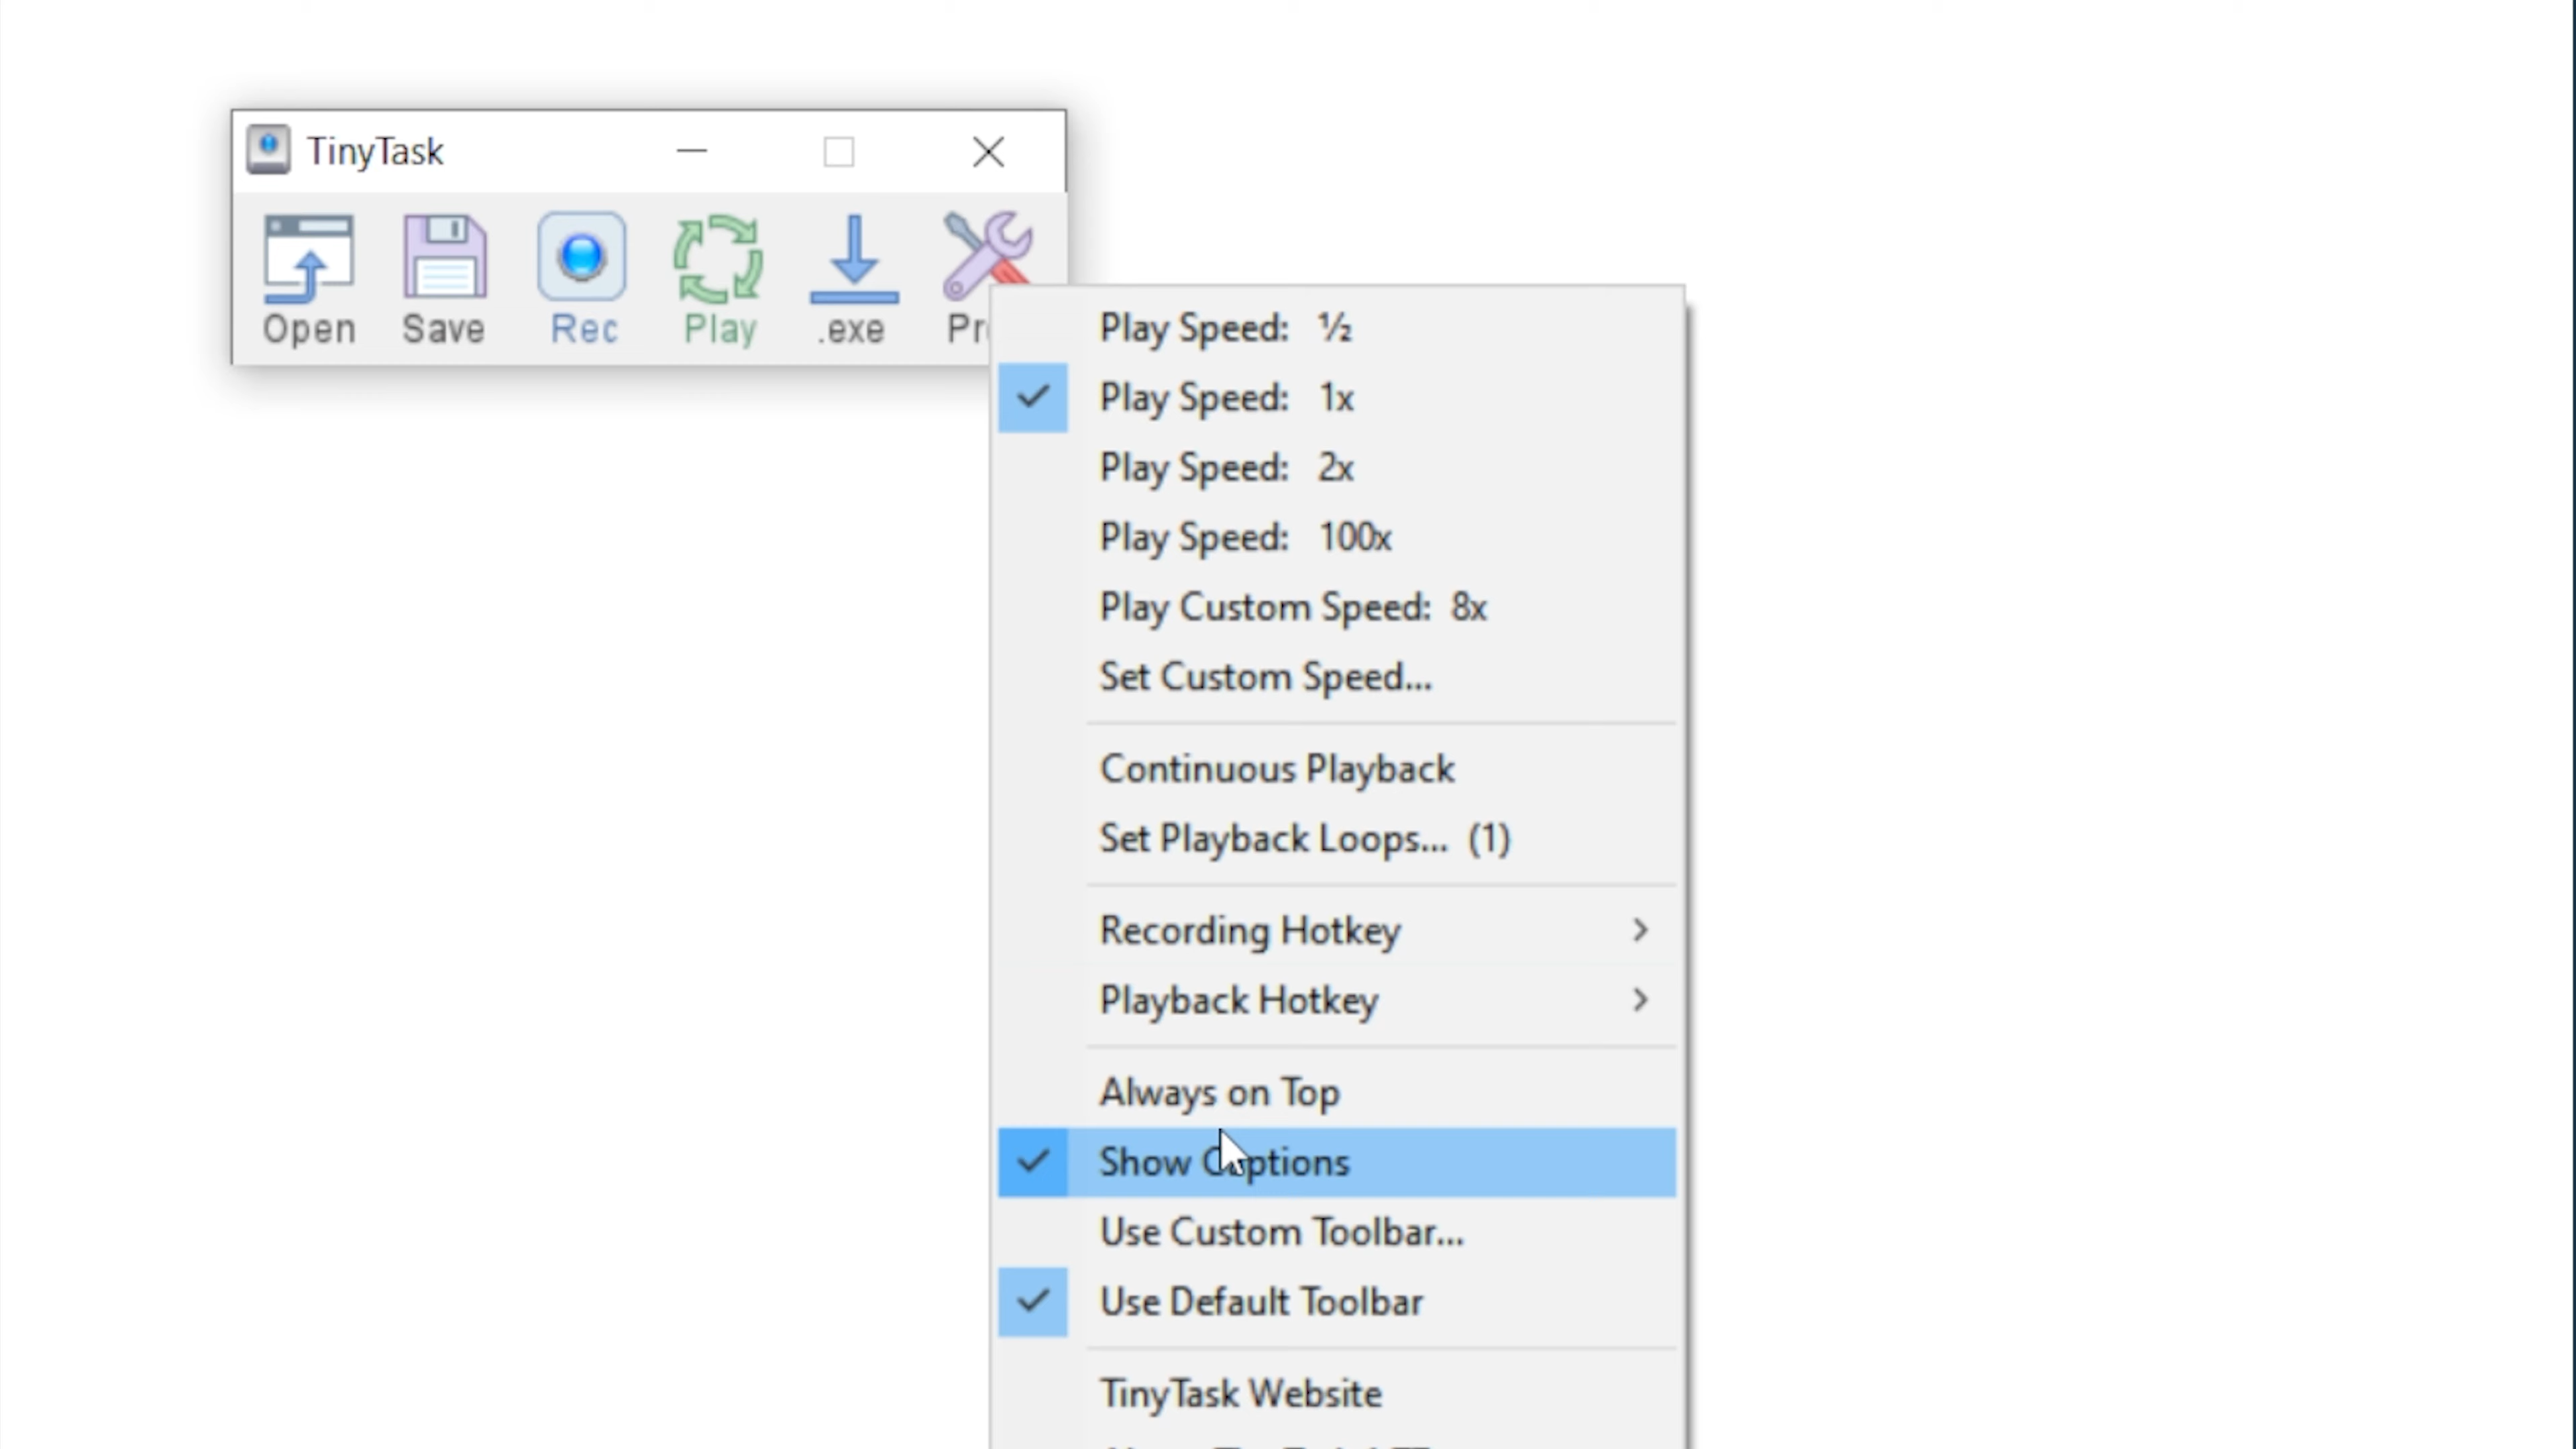 TinyTask
Open Save Rec Play .exe
Play Speed: ½
Play Speed: 1x
Play Speed: 2x
Play Speed: 100x
Play Custom Speed: 8x
Set Custom Speed...
Continuous Playback
Set Playback Loops... (1)
Recording Hotkey
Playback Hotkey
Always on Top
Show Captions
Use Custom Toolbar...
Use Default Toolbar
TinyTask Website